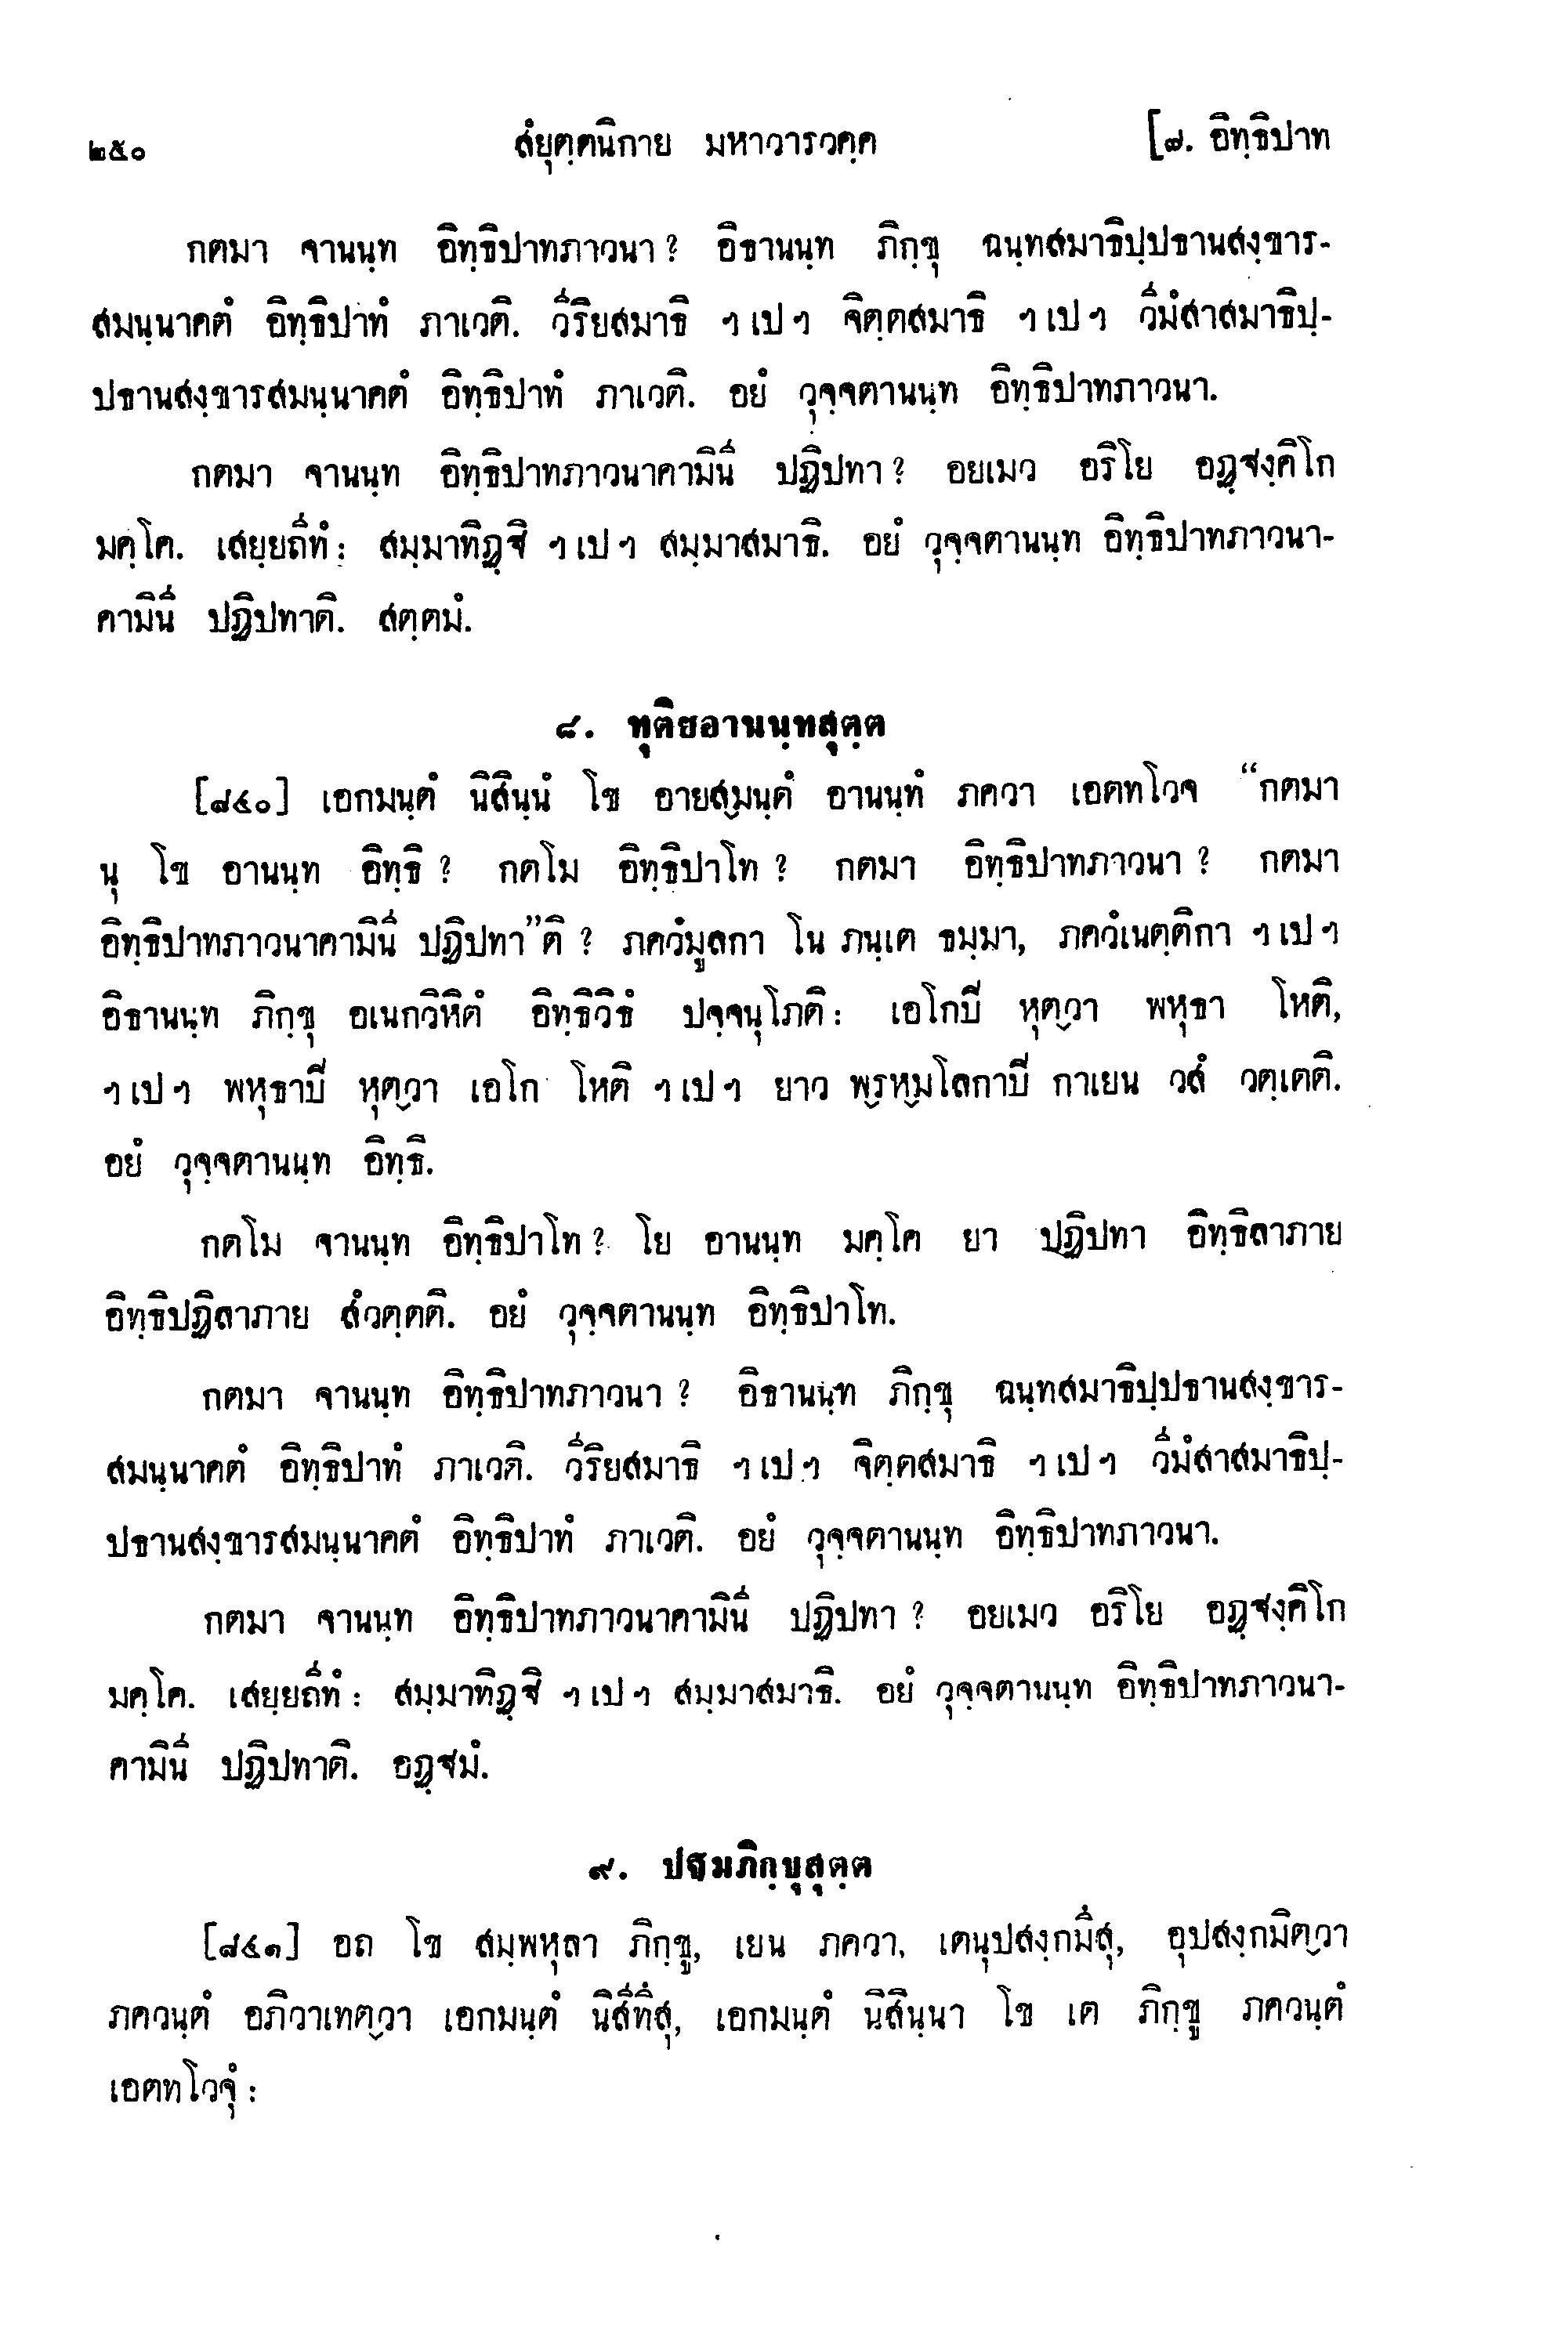 ๒๕๐ สํยุตฺตนิกาย มหาวารวคฺค [๗. อิทฺธิปาท
กตมา จานนฺท อิทฺธิปาทภาวนา? อิธานนฺท ภิกฺขุ ฉนฺทสมาธิปฺปธานสงฺขาร-
สมนฺนาคตํ อิทฺธิปาทํ ภาเวติ. วีริยสมาธิ ฯเปฯ จิตฺตสมาธิ ฯเปฯ วีมํสาสมาธิปฺ-
ปธานสงฺขารสมนฺนาคตํ อิทฺธิปาทํ ภาเวติ. อยํ วุจฺจตานนฺท อิทฺธิปาทภาวนา.
กตมา จานนฺท อิทฺธิปาทภาวนาคามินี ปฏิปทา? อยเมว อริโย อฏฺฐงฺคิโก
มคฺโค. เสยฺยถีทํ: สมฺมาทิฏฺฐิ ฯเปฯ สมฺมาสมาธิ. อยํ วุจฺจตานนฺท อิทฺธิปาทภาวนา-
คามินี ปฏิปทาติ. สตฺตมํ.
๘. ทุติยอานนฺทสุตฺต
[๘๔๐] เอกมนฺตํ นิสินฺนํ โข อายสฺมนฺตํ อานนฺทํ ภควา เอตทโวจ “กตมา
นุ โข อานนฺท อิทฺธิ? กตโม อิทฺธิปาโท? กตมา อิทฺธิปาทภาวนา? กตมา
อิทฺธิปาทภาวนาคามินี ปฏิปทา”ติ? ภควํมูลกา โน ภนฺเต ธมฺมา, ภควํเนตฺติกา ฯเปฯ
อิธานนฺท ภิกฺขุ อเนกวิหิตํ อิทฺธิวิธํ ปจฺจนุโภติ: เอโกปิ หุตฺวา พหุธา โหติ,
ฯเปฯ พหุธาปิ หุตฺวา เอโก โหติ ฯเปฯ ยาว พฺรหฺมโลกาปิ กาเยน วสํ วตฺเตติ.
อยํ วุจฺจตานนฺท อิทฺธิ.
กตโม จานนฺท อิทฺธิปาโท? โย อานนฺท มคฺโค ยา ปฏิปทา อิทฺธิลาภาย
อิทฺธิปฏิลาภาย สํวตฺตติ. อยํ วุจฺจตานนฺท อิทฺธิปาโท.
กตมา จานนฺท อิทฺธิปาทภาวนา? อิธานนฺท ภิกฺขุ ฉนฺทสมาธิปฺปธานสงฺขาร-
สมนฺนาคตํ อิทฺธิปาทํ ภาเวติ. วีริยสมาธิ ฯเปฯ จิตฺตสมาธิ ฯเปฯ วีมํสาสมาธิปฺ-
ปธานสงฺขารสมนฺนาคตํ อิทฺธิปาทํ ภาเวติ. อยํ วุจฺจตานนฺท อิทฺธิปาทภาวนา.
กตมา จานนฺท อิทฺธิปาทภาวนาคามินี ปฏิปทา? อยเมว อริโย อฏฺฐงฺคิโก
มคฺโค. เสยฺยถีทํ: สมฺมาทิฏฺฐิ ฯเปฯ สมฺมาสมาธิ. อยํ วุจฺจตานนฺท อิทฺธิปาทภาวนา-
คามินี ปฏิปทาติ. อฏฺฐมํ.
๙. ปฐมภิกฺขุสุตฺต
[๘๔๑] อถ โข สมฺพหุลา ภิกฺขู, เยน ภควา, เตนุปสงฺกมึสุ, อุปสงฺกมิตฺวา
ภควนฺตํ อภิวาเทตฺวา เอกมนฺตํ นิสีทึสุ, เอกมนฺตํ นิสินฺนา โข เต ภิกฺขู ภควนฺตํ
เอตทโวจุํ: